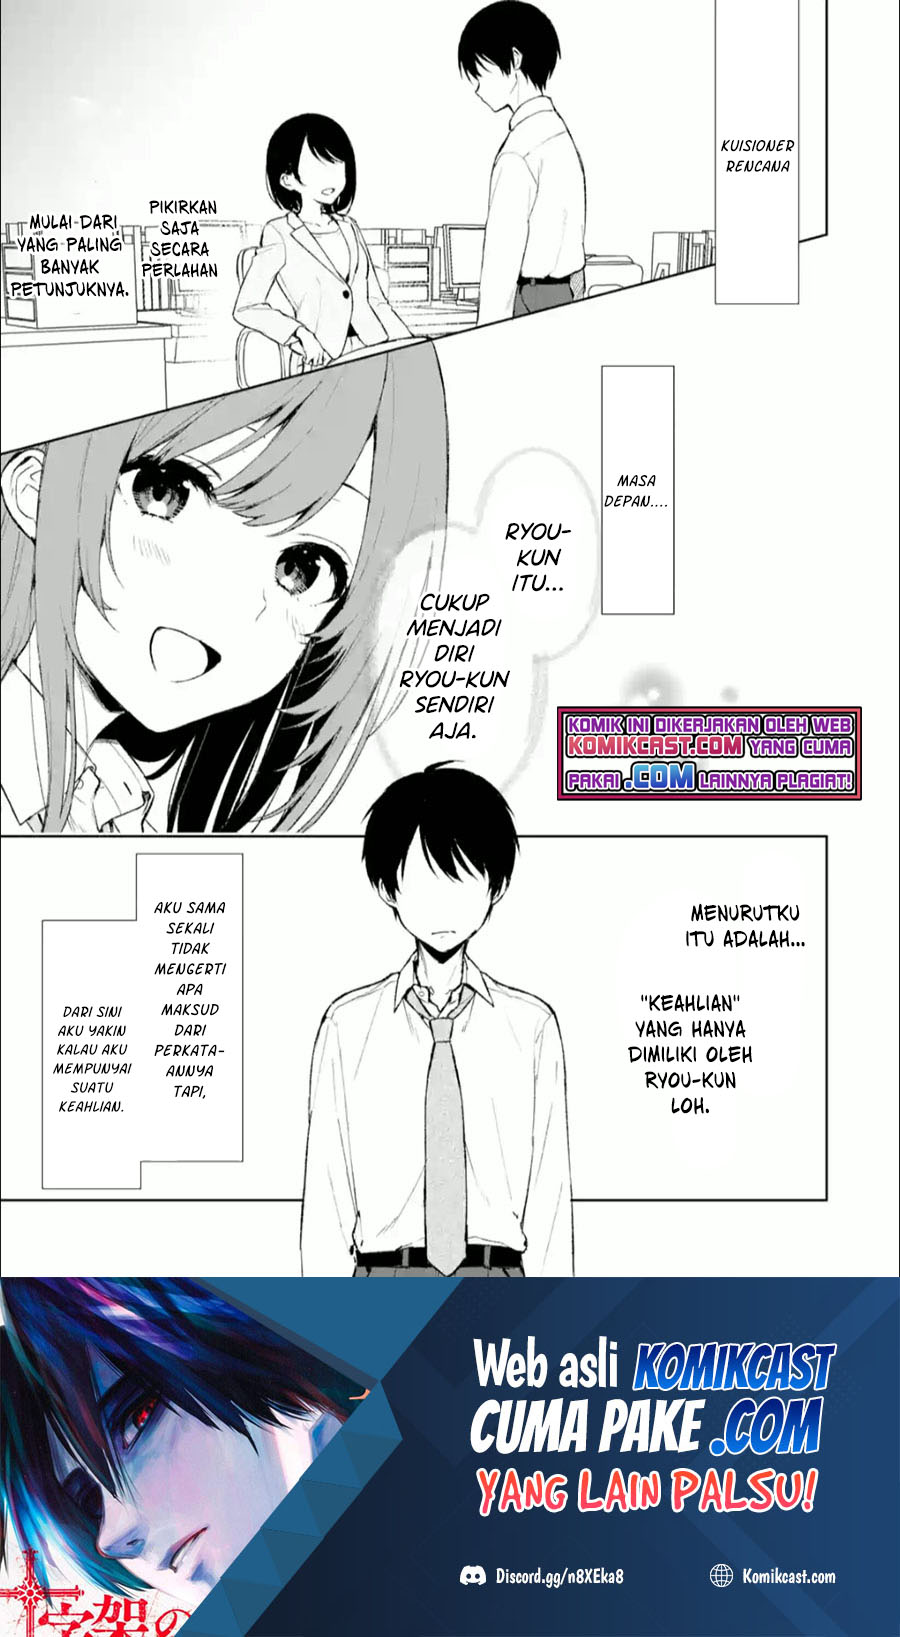 KUISIONER
RENCANA
PIKIRKAN
SAJA
SECARA
PERLAHAN
MULAI DARI
YANG PALING
BANYAK
PETUNJUKNYA.
MASA
DEPAN....
RYOU-
KUN
ITU...
CUKUP
MENJADI
DIRI
RYOU-KUN
SENDIRI
AJA.
KOMIK INI DIKERJAKAN OLEH WEB
KOMIKCAST.COM YANG CUMA
PAKAI .COM LAINNYA PLAGIAT!
MENURUTKU
ITU ADALAH...
"KEAHLIAN"
YANG HANYA
DIMILIKI OLEH
RYOU-KUN
LOH.
AKU SAMA
SEKALI
TIDAK
MENGERTI
APA
MAKSUD
DARI
PERKATA-
ANNYA
TAPI,
DARI SINI
AKU YAKIN
KALAU AKU
MEMPUNYAI
SUATU
KEAHLIAN.
Web asli KOMIKCAST
CUMA PAKE .COM
YANG LAIN PALSU!
Discord.gg/n8XEka8
Komikcast.com